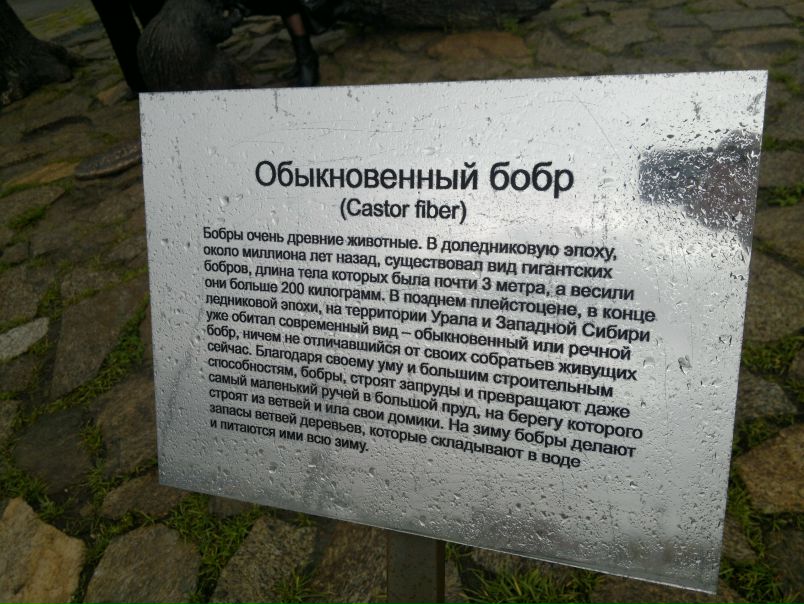 Обыкновенный бобр
(Castor fiber)
Бобры очень древние животные. В доледниковую эпоху,
около миллиона лет назад, существовал вид гигантских
бобров, длина тела которых была почти 3 метра, а весили
они больше 200 килограмм. В позднем плейстоцене, в конце
ледниковой эпохи, на территории Урала и Западной Сибири
уже обитал современный вид – обыкновенный или речной
бобр, ничем не отличавшийся от своих собратьев живущих
сейчас. Благодаря своему уму и большим строительным
способностям, бобры, строят запруды и превращают даже
самый маленький ручей в большой пруд, на берегу которого
строят из ветвей и ила свои домики. На зиму бобры делают
запасы ветвей деревьев, которые складывают в воде
и питаются ими всю зиму.